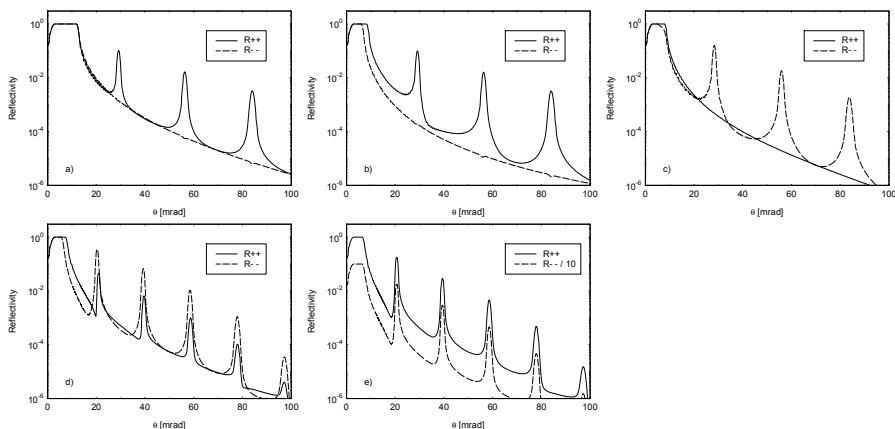 Reflectivity
10⁰
10⁻²
10⁻⁴
10⁻⁶
R++
R- -
a)
0 20 40 60 80 100
θ [mrad]
Reflectivity
10⁰
10⁻²
10⁻⁴
10⁻⁶
R++
R- -
b)
0 20 40 60 80 100
θ [mrad]
Reflectivity
10⁰
10⁻²
10⁻⁴
10⁻⁶
R++
R- -
c)
0 20 40 60 80 100
θ [mrad]
Reflectivity
10⁰
10⁻²
10⁻⁴
10⁻⁶
R++
R- -
d)
0 20 40 60 80 100
θ [mrad]
Reflectivity
10⁰
10⁻²
10⁻⁴
10⁻⁶
R++
R- - / 10
e)
0 20 40 60 80 100
θ [mrad]